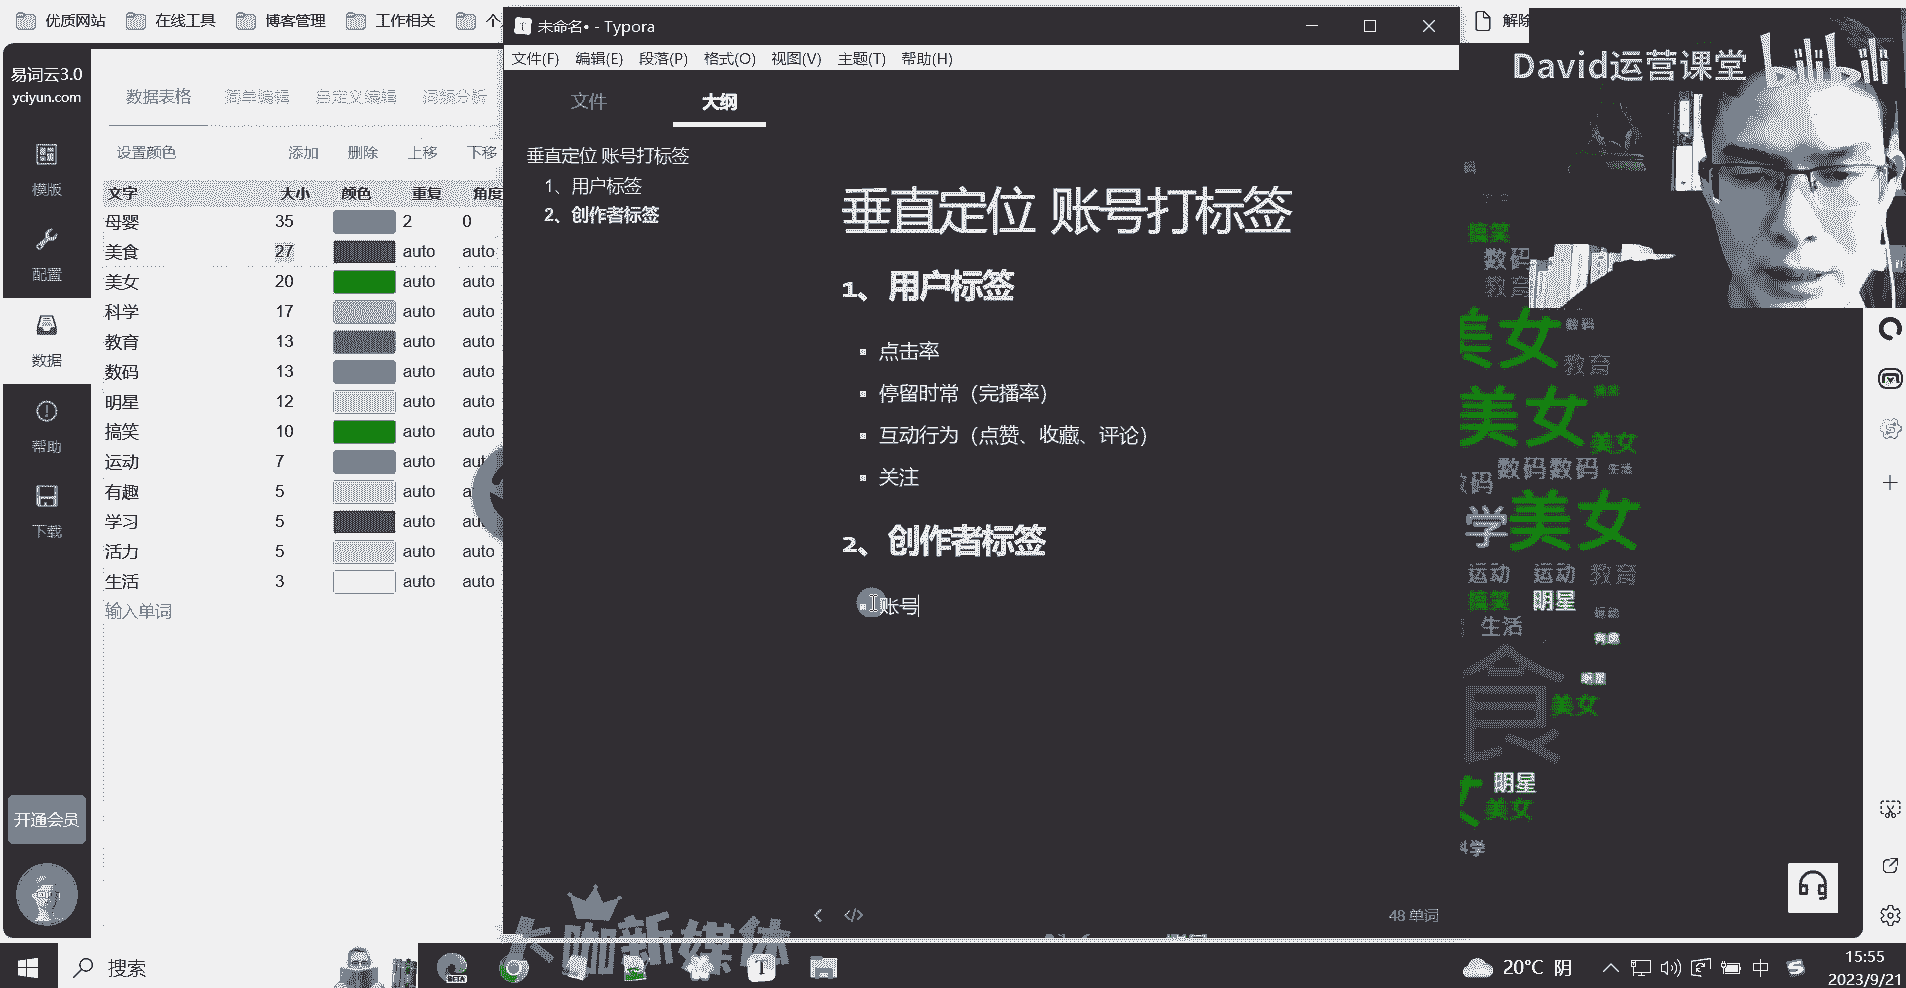 优质网站 在线工具 博客管理 工作相关 个
未命名• - Typora
解除
文件(F) 编辑(E) 段落(P) 格式(O) 视图(V) 主题(T) 帮助(H)
David运营课堂
bilibili
易词云3.0
yciyun.com
模版
配置
数据
帮助
下载
开通会员
数据表格 简单编辑 自定义编辑 词频分析
设置颜色 添加 删除 上移 下移
文字 大小 颜色 重复 角度
母婴 35 2 0
美食 27 auto auto
美女 20 auto auto
科学 17 auto auto
教育 13 auto auto
数码 13 auto auto
明星 12 auto auto
搞笑 10 auto auto
运动 7 auto aut
有趣 5 auto a
学习 5 auto au
活力 5 auto auto
生活 3 auto auto
输入单词
文件 大纲
垂直定位 账号打标签
1、用户标签
2、创作者标签
垂直定位 账号打标签
1、用户标签
点击率
停留时常（完播率）
互动行为（点赞、收藏、评论）
关注
2、创作者标签
账号
48 单词
搞笑
数码
教育
美女 数码
教育
美女
美女
数码数码 生活
学美女
运动 运动 教育
搞笑 明星
生活
食
美女
明星
美女
大咖新媒体
搜索
BETA
20°C 阴
中
15:55
2023/9/21